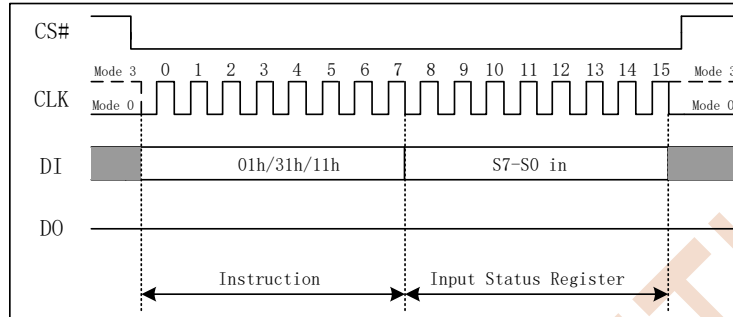 CS#
Mode 3 0 1 2 3 4 5 6 7 8 9 10 11 12 13 14 15 Mode 3
CLK
Mode 0 Mode 0
DI 01h/31h/11h S7-S0 in
DO
Instruction Input Status Register